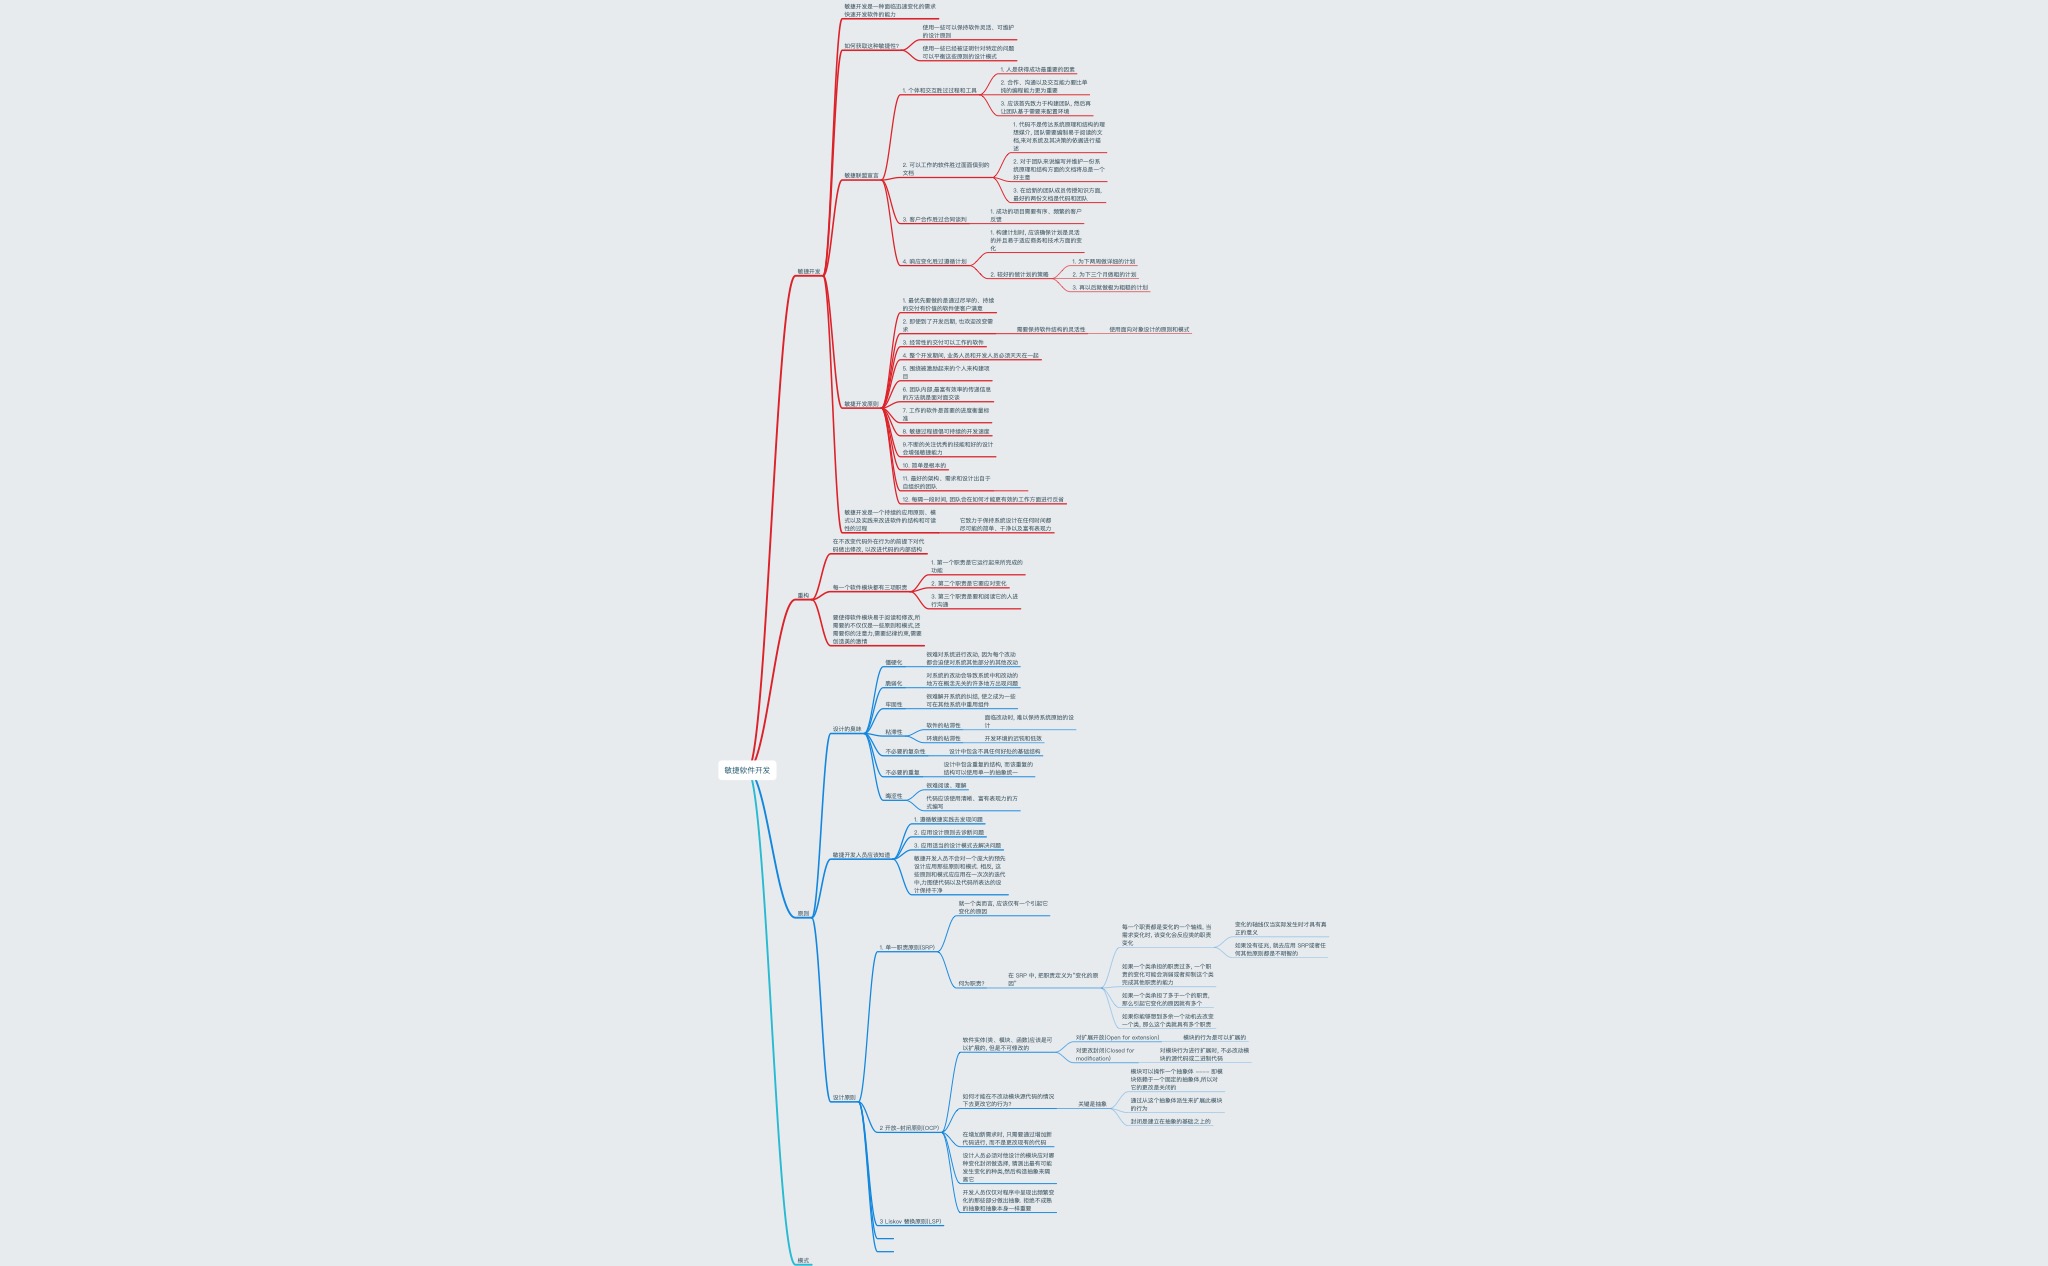 敏捷开发是一种面临迅速变化的需求
快速开发软件的能力
如何获取这种敏捷性?
使用一些可以保持软件灵活、可维护
的设计原则
使用一些已经被证明针对特定的问题
可以平衡这些原则的设计模式
敏捷联盟宣言
1. 个体和交互胜过过程和工具
1. 人是获得成功最重要的因素
2. 合作、沟通以及交互能力要比单
纯的编程能力更为重要
3. 应该首先致力于构建团队, 然后再
让团队基于需要来配置环境
2. 可以工作的软件胜过面面俱到的
文档
1. 代码不是传达系统原理和结构的理
想媒介, 团队需要编制易于阅读的文
档,来对系统及其决策的依据进行描
述
2. 对于团队来说编写并维护一份系
统原理和结构方面的文档将总是一个
好主意
3. 在给新的团队成员传授知识方面,
最好的两份文档是代码和团队
3. 客户合作胜过合同谈判
1. 成功的项目需要有序、频繁的客户
反馈
4. 响应变化胜过遵循计划
1. 构建计划时, 应该确保计划是灵活
的并且易于适应商务和技术方面的变
化
2. 较好的做计划的策略
1. 为下两周做详细的计划
2. 为下三个月做粗的计划
3. 再以后就做极为粗糙的计划
敏捷开发
敏捷开发原则
1. 最优先要做的是通过尽早的、持续
的交付有价值的软件使客户满意
2. 即使到了开发后期, 也欢迎改变需
求
需要保持软件结构的灵活性
使用面向对象设计的原则和模式
3. 经常性的交付可以工作的软件
4. 整个开发期间, 业务人员和开发人员必须天天在一起
5. 围绕被激励起来的个人来构建项
目
6. 团队内部,最富有效率的传递信息
的方法就是面对面交谈
7. 工作的软件是首要的进度衡量标
准
8. 敏捷过程提倡可持续的开发速度
9.不断的关注优秀的技能和好的设计
会增强敏捷能力
10. 简单是根本的
11. 最好的架构、需求和设计出自于
自组织的团队
12. 每隔一段时间, 团队会在如何才能更有效的工作方面进行反省
敏捷开发是一个持续的应用原则、模
式以及实践来改进软件的结构和可读
性的过程
它致力于保持系统设计在任何时间都
尽可能的简单、干净以及富有表现力
重构
在不改变代码外在行为的前提下对代
码做出修改, 以改进代码的内部结构
每一个软件模块都有三项职责
1. 第一个职责是它运行起来所完成的
功能
2. 第二个职责是它要应对变化
3. 第三个职责是要和阅读它的人进
行沟通
要使得软件模块易于阅读和修改,所
需要的不仅仅是一些原则和模式,还
需要你的注意力,需要纪律约束,需要
创造美的激情
敏捷软件开发
原则
设计的臭味
僵硬化
很难对系统进行改动, 因为每个改动
都会迫使对系统其他部分的其他改动
脆弱化
对系统的改动会导致系统中和改动的
地方在概念无关的许多地方出现问题
牢固性
很难解开系统的纠结, 使之成为一些
可在其他系统中重用组件
粘滞性
软件的粘滞性
面临改动时, 难以保持系统原始的设
计
环境的粘滞性
开发环境的迟钝和低效
不必要的复杂性
设计中包含不具任何好处的基础结构
不必要的重复
设计中包含重复的结构, 而该重复的
结构可以使用单一的抽象统一
晦涩性
很难阅读、理解
代码应该使用清晰、富有表现力的方
式编写
敏捷开发人员应该知道
1. 遵循敏捷实践去发现问题
2. 应用设计原则去诊断问题
3. 应用适当的设计模式去解决问题
敏捷开发人员不会对一个庞大的预先
设计应用那些原则和模式. 相反, 这
些原则和模式应应用在一次次的迭代
中,力图使代码以及代码所表达的设
计保持干净
设计原则
1. 单一职责原则(SRP)
就一个类而言, 应该仅有一个引起它
变化的原因
何为职责?
在 SRP 中, 把职责定义为“变化的原
因”
每一个职责都是变化的一个轴线, 当
需求变化时, 该变化会反应类的职责
变化
变化的轴线仅当实际发生时才具有真
正的意义
如果没有征兆, 就去应用 SRP或者任
何其他原则都是不明智的
如果一个类承担的职责过多, 一个职
责的变化可能会削弱或者抑制这个类
完成其他职责的能力
如果一个类承担了多于一个的职责,
那么引起它变化的原因就有多个
如果你能够想到多余一个动机去改变
一个类, 那么这个类就具有多个职责
2 开放-封闭原则(OCP)
软件实体(类、模块、函数)应该是可
以扩展的, 但是不可修改的
对扩展开放(Open for extension)
模块的行为是可以扩展的
对更改封闭(Closed for
modification)
对模块行为进行扩展时, 不必改动模
块的源代码或二进制代码
如何才能在不改动模块源代码的情况
下去更改它的行为?
关键是抽象
模块可以操作一个抽象体 —— 即模
块依赖于一个固定的抽象体,所以对
它的更改是关闭的
通过从这个抽象体派生来扩展此模块
的行为
封闭是建立在抽象的基础之上的
在增加新需求时, 只需要通过增加新
代码进行, 而不是更改现有的代码
设计人员必须对他设计的模块应对哪
种变化封闭做选择, 猜测出最有可能
发生变化的种类,然后构造抽象来隔
离它
开发人员仅仅对程序中呈现出频繁变
化的那些部分做出抽象. 拒绝不成熟
的抽象和抽象本身一样重要
3 Liskov 替换原则(LSP)
模式